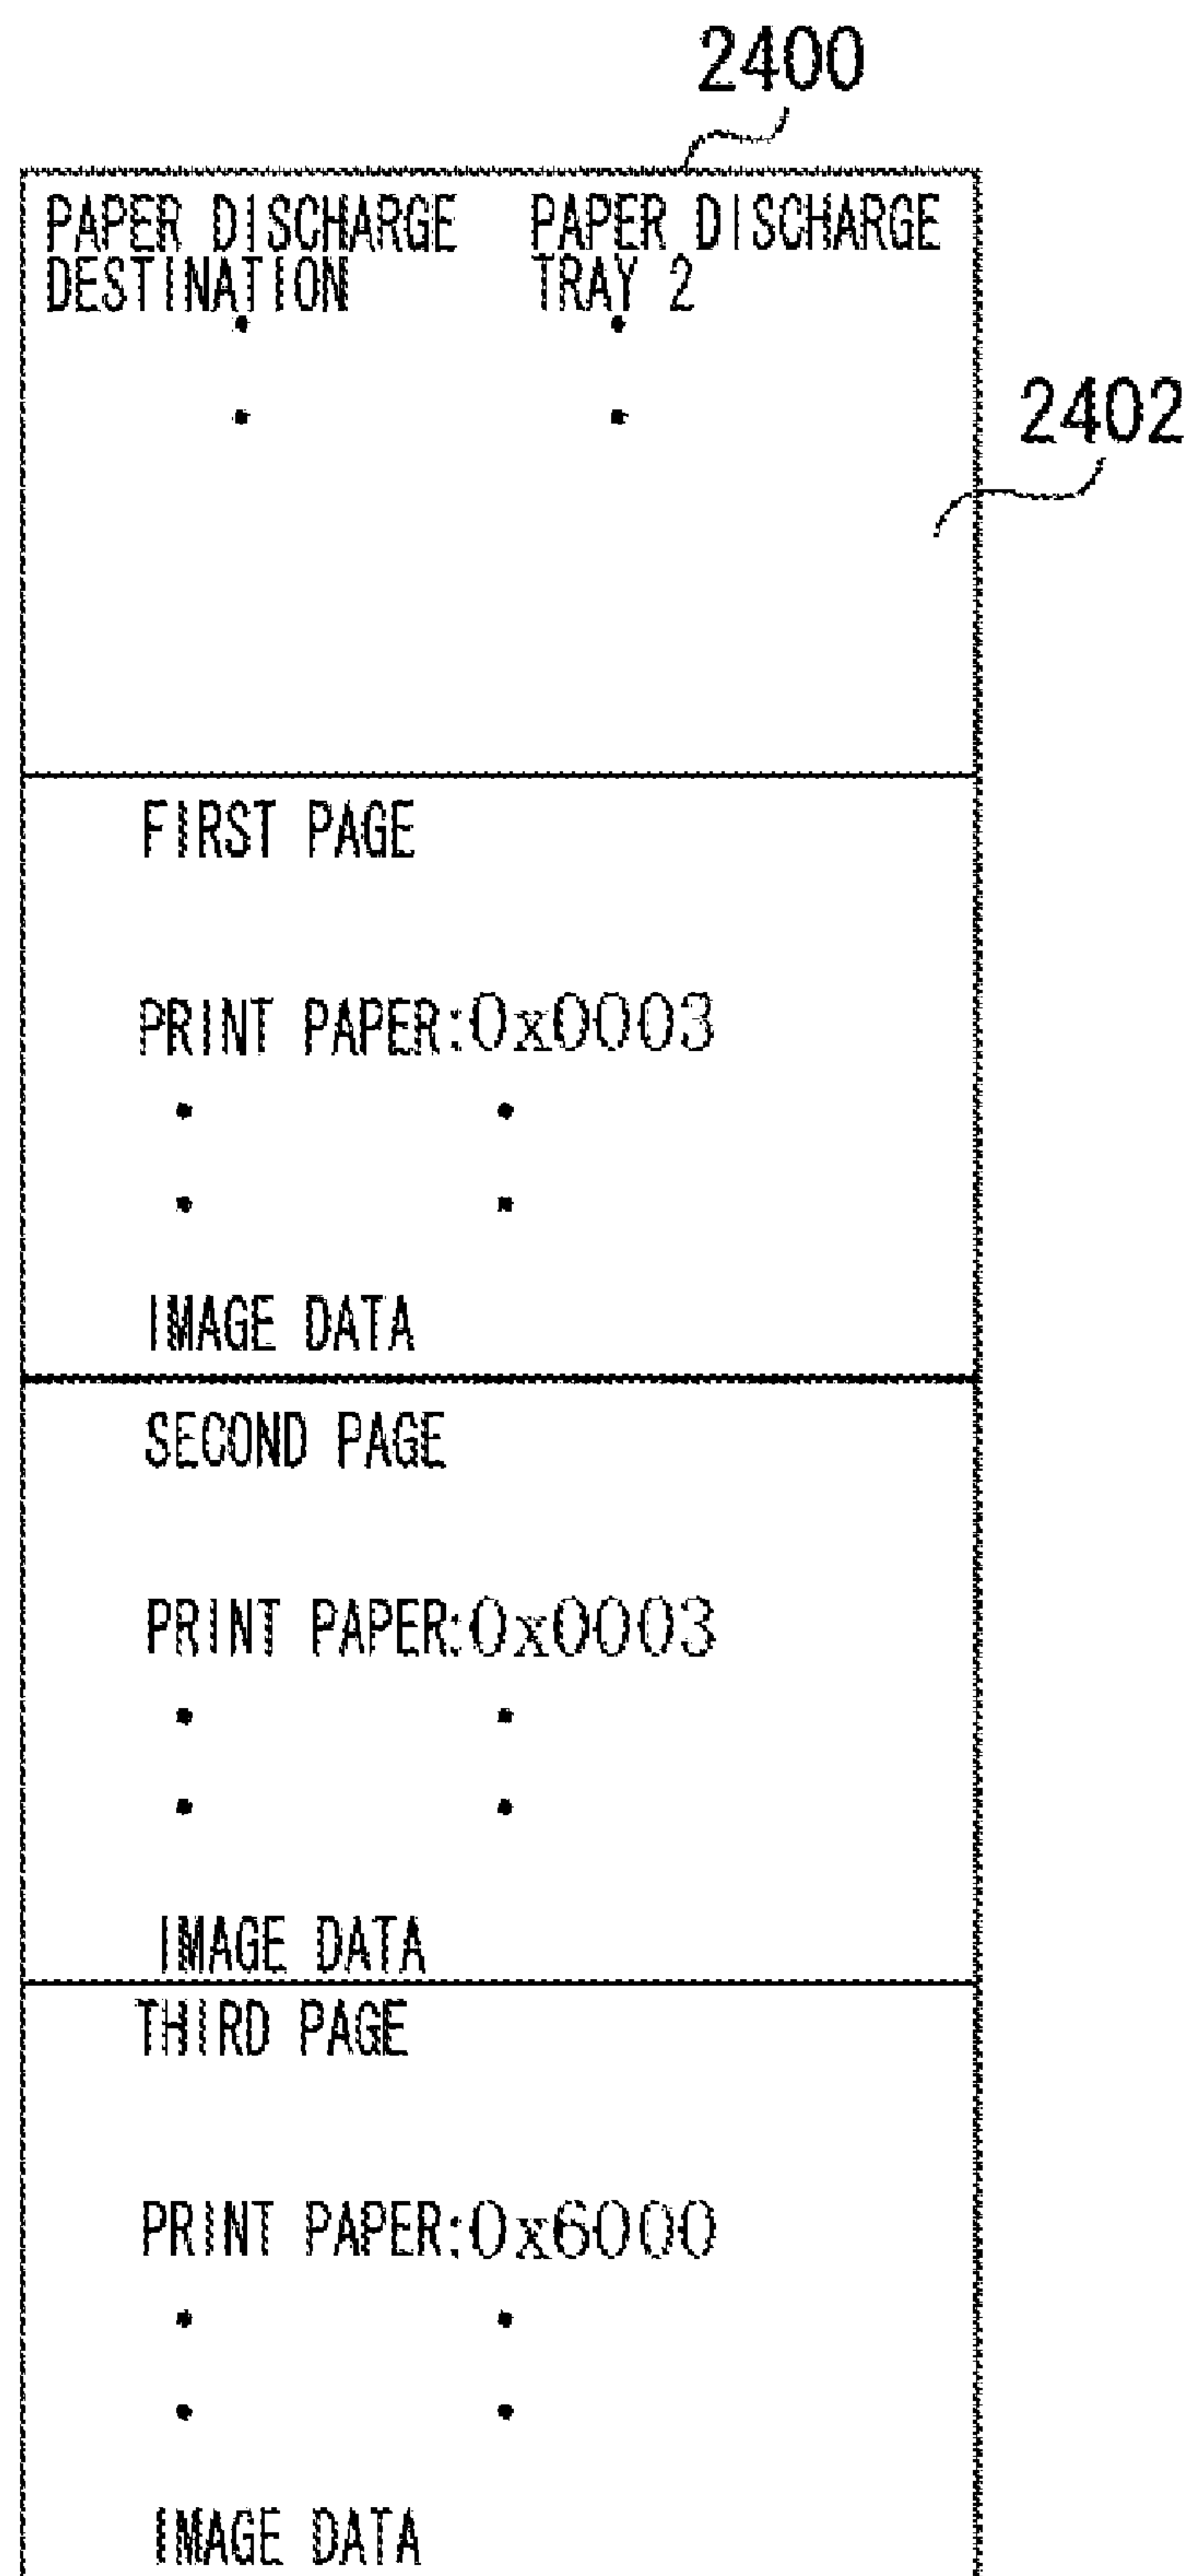 2400
PAPER DISCHARGE PAPER DISCHARGE
DESTINATION TRAY 2
2402
FIRST PAGE
PRINT PAPER:0x0003
IMAGE DATA
SECOND PAGE
PRINT PAPER:0x0003
IMAGE DATA
THIRD PAGE
PRINT PAPER:0x6000
IMAGE DATA